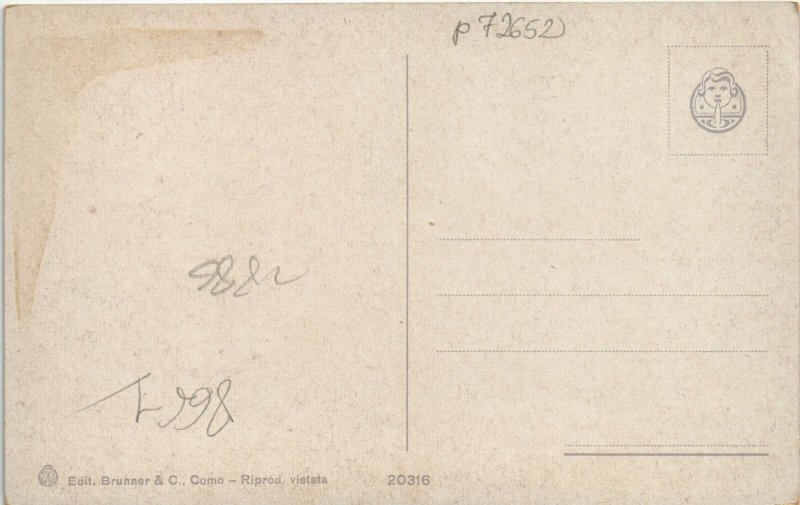 p 72652
Edit. Brunner & C., Como – Riprod. vietata 20316